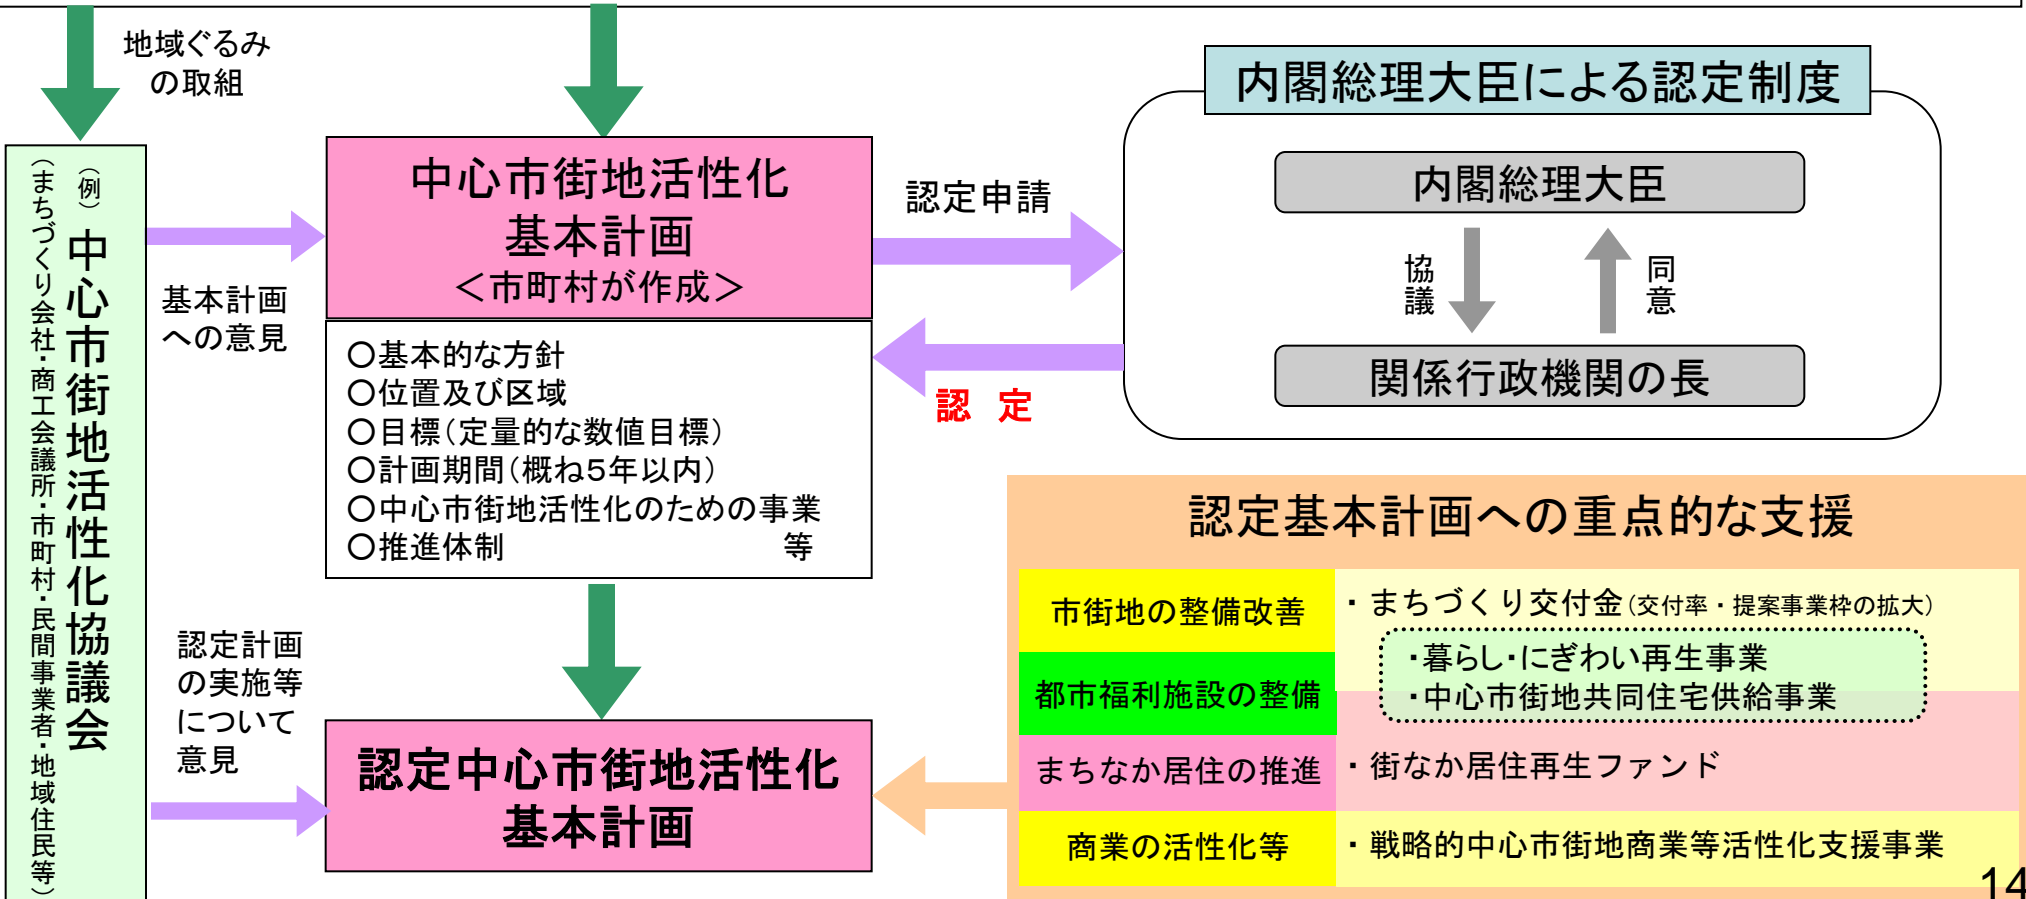 地域ぐるみ
の取組
(例)中心市街地活性化協議会
(まちづくり会社・商工会議所・市町村・民間事業者・地域住民等)
基本計画
への意見
認定計画
の実施等
について
意見
中心市街地活性化
基本計画
＜市町村が作成＞
○基本的な方針
○位置及び区域
○目標(定量的な数値目標)
○計画期間(概ね5年以内)
○中心市街地活性化のための事業
○推進体制 等
認定中心市街地活性化
基本計画
認定申請
認 定
内閣総理大臣による認定制度
内閣総理大臣
協議
同意
関係行政機関の長
認定基本計画への重点的な支援
市街地の整備改善
・まちづくり交付金(交付率・提案事業枠の拡大)
・暮らし・にぎわい再生事業
・中心市街地共同住宅供給事業
都市福利施設の整備
まちなか居住の推進
・街なか居住再生ファンド
商業の活性化等
・戦略的中心市街地商業等活性化支援事業
14